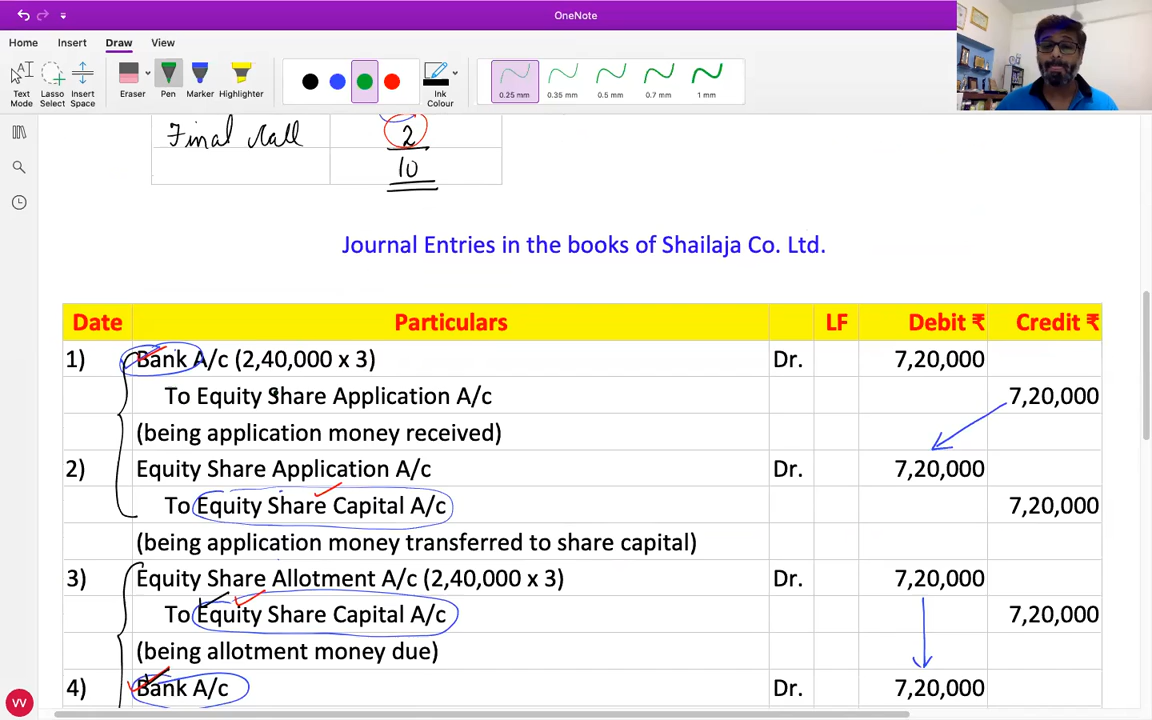 OneNote
Home Insert Draw View
Text Mode
Lasso Select
Insert Space
Eraser
Pen
Marker
Highlighter
Ink Colour
0.25 mm
0.35 mm
0.5 mm
0.7 mm
1 mm
Final Call 2
10
Journal Entries in the books of Shailaja Co. Ltd.
Date Particulars LF Debit ₹ Credit ₹
1) Bank A/c (2,40,000 x 3) Dr. 7,20,000
To Equity Share Application A/c 7,20,000
(being application money received)
2) Equity Share Application A/c Dr. 7,20,000
To Equity Share Capital A/c 7,20,000
(being application money transferred to share capital)
3) Equity Share Allotment A/c (2,40,000 x 3) Dr. 7,20,000
To Equity Share Capital A/c 7,20,000
(being allotment money due)
4) Bank A/c Dr. 7,20,000
VV